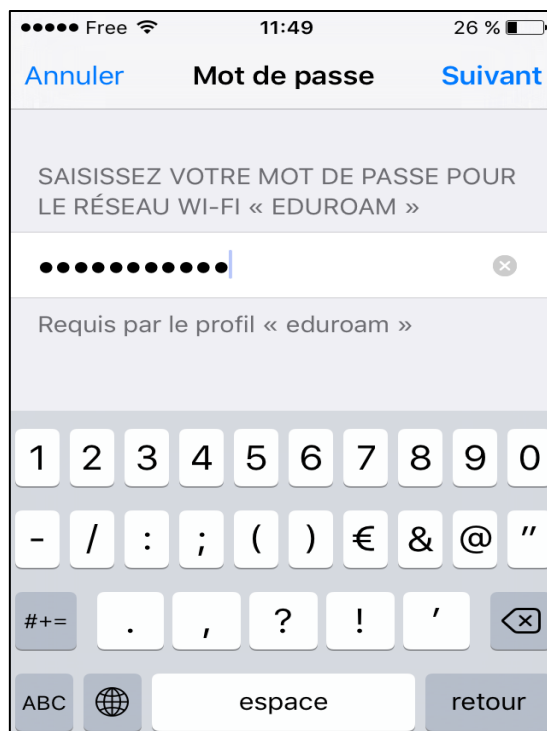 ●●●●● Free 11:49 26 %
Annuler Mot de passe Suivant
SAISISSEZ VOTRE MOT DE PASSE POUR
LE RÉSEAU WI-FI « EDUROAM »
●●●●●●●●●●●
Requis par le profil « eduroam »
1 2 3 4 5 6 7 8 9 0
- / : ; ( ) € & @ "
#+= . , ? ! ’
ABC espace retour